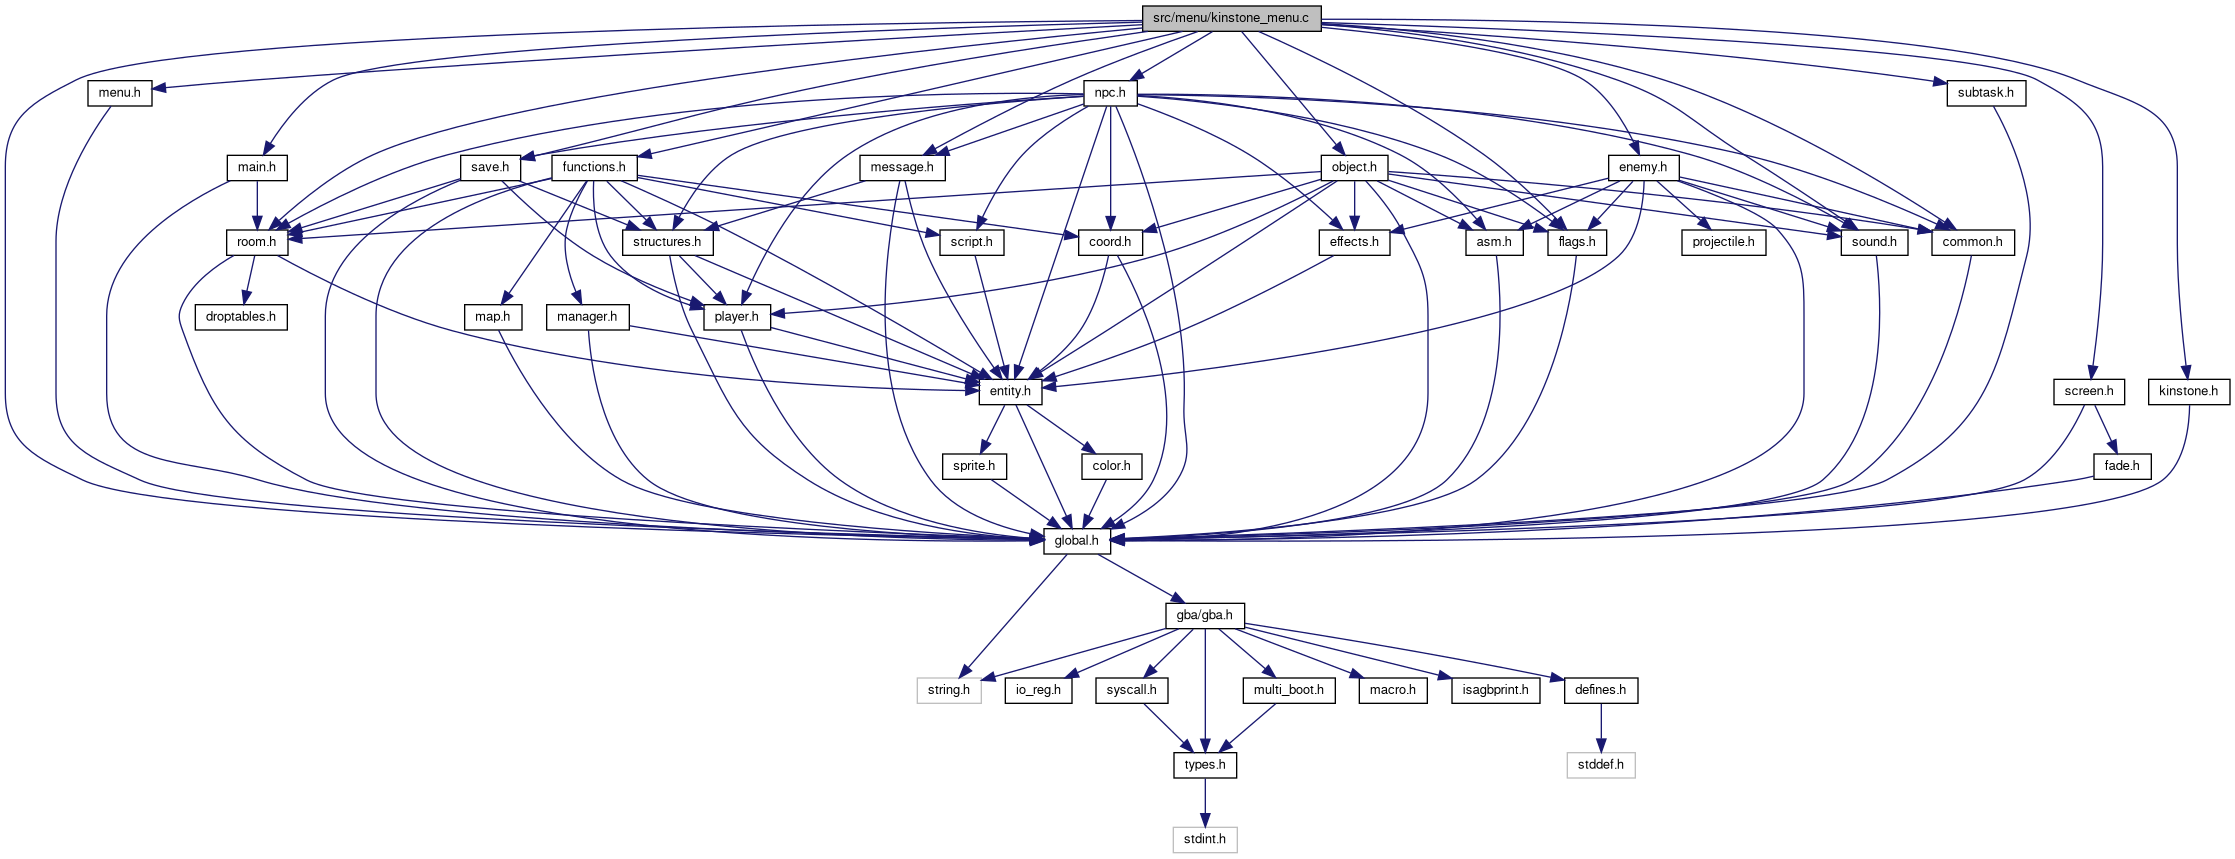 src/menu/kinstone_menu.c
menu.h
npc.h
subtask.h
main.h
save.h
functions.h
message.h
object.h
enemy.h
room.h
structures.h
script.h
coord.h
effects.h
asm.h
flags.h
projectile.h
sound.h
common.h
droptables.h
map.h
manager.h
player.h
entity.h
screen.h
kinstone.h
sprite.h
color.h
fade.h
global.h
gba/gba.h
string.h
io_reg.h
syscall.h
multi_boot.h
macro.h
isagbprint.h
defines.h
types.h
stddef.h
stdint.h